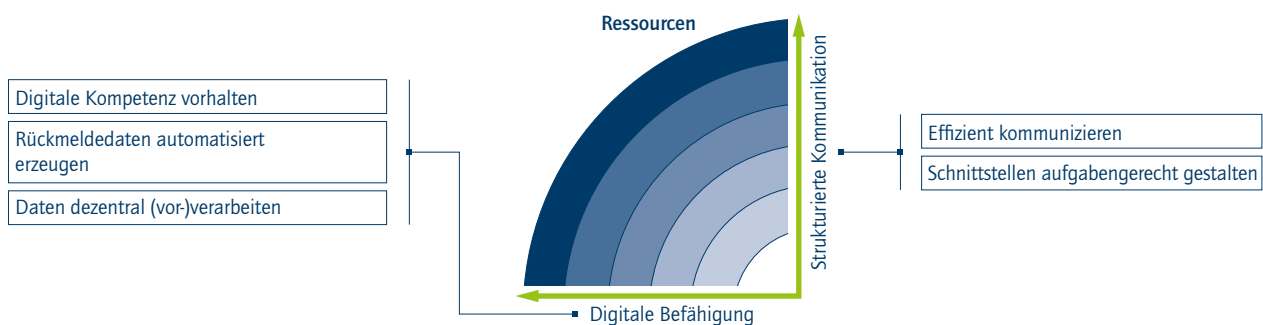 Ressourcen
Digitale Kompetenz vorhalten
Rückmeldedaten automatisiert
erzeugen
Daten dezentral (vor-)verarbeiten
Strukturierte Kommunikation
Effizient kommunizieren
Schnittstellen aufgabengerecht gestalten
Digitale Befähigung